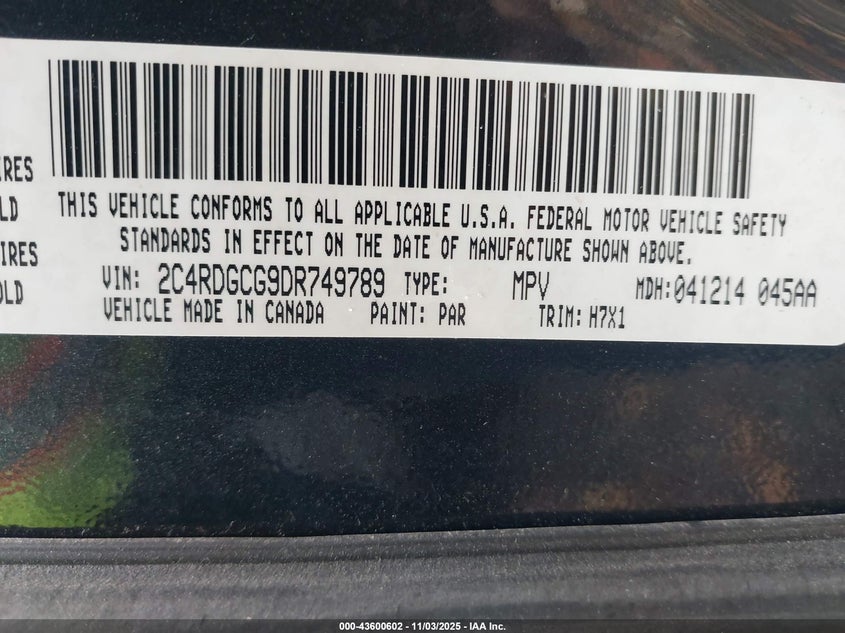 IRES
LD
IRES
OLD
THIS VEHICLE CONFORMS TO ALL APPLICABLE U.S.A. FEDERAL MOTOR VEHICLE SAFETY
STANDARDS IN EFFECT ON THE DATE OF MANUFACTURE SHOWN ABOVE.
VIN: 2C4RDGCG9DR749789 TYPE: MPV MDH:041214 045AA
VEHICLE MADE IN CANADA PAINT: PAR TRIM: H7X1
000-43600602 - 11/03/2025 - IAA Inc.